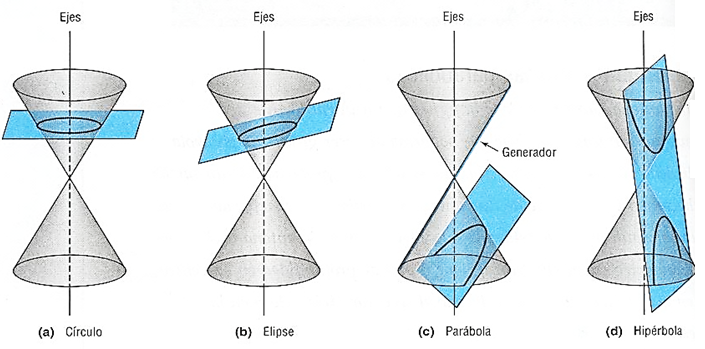 Ejes
Ejes
Ejes
Ejes
Generador
(a) Círculo
(b) Elipse
(c) Parábola
(d) Hipérbola